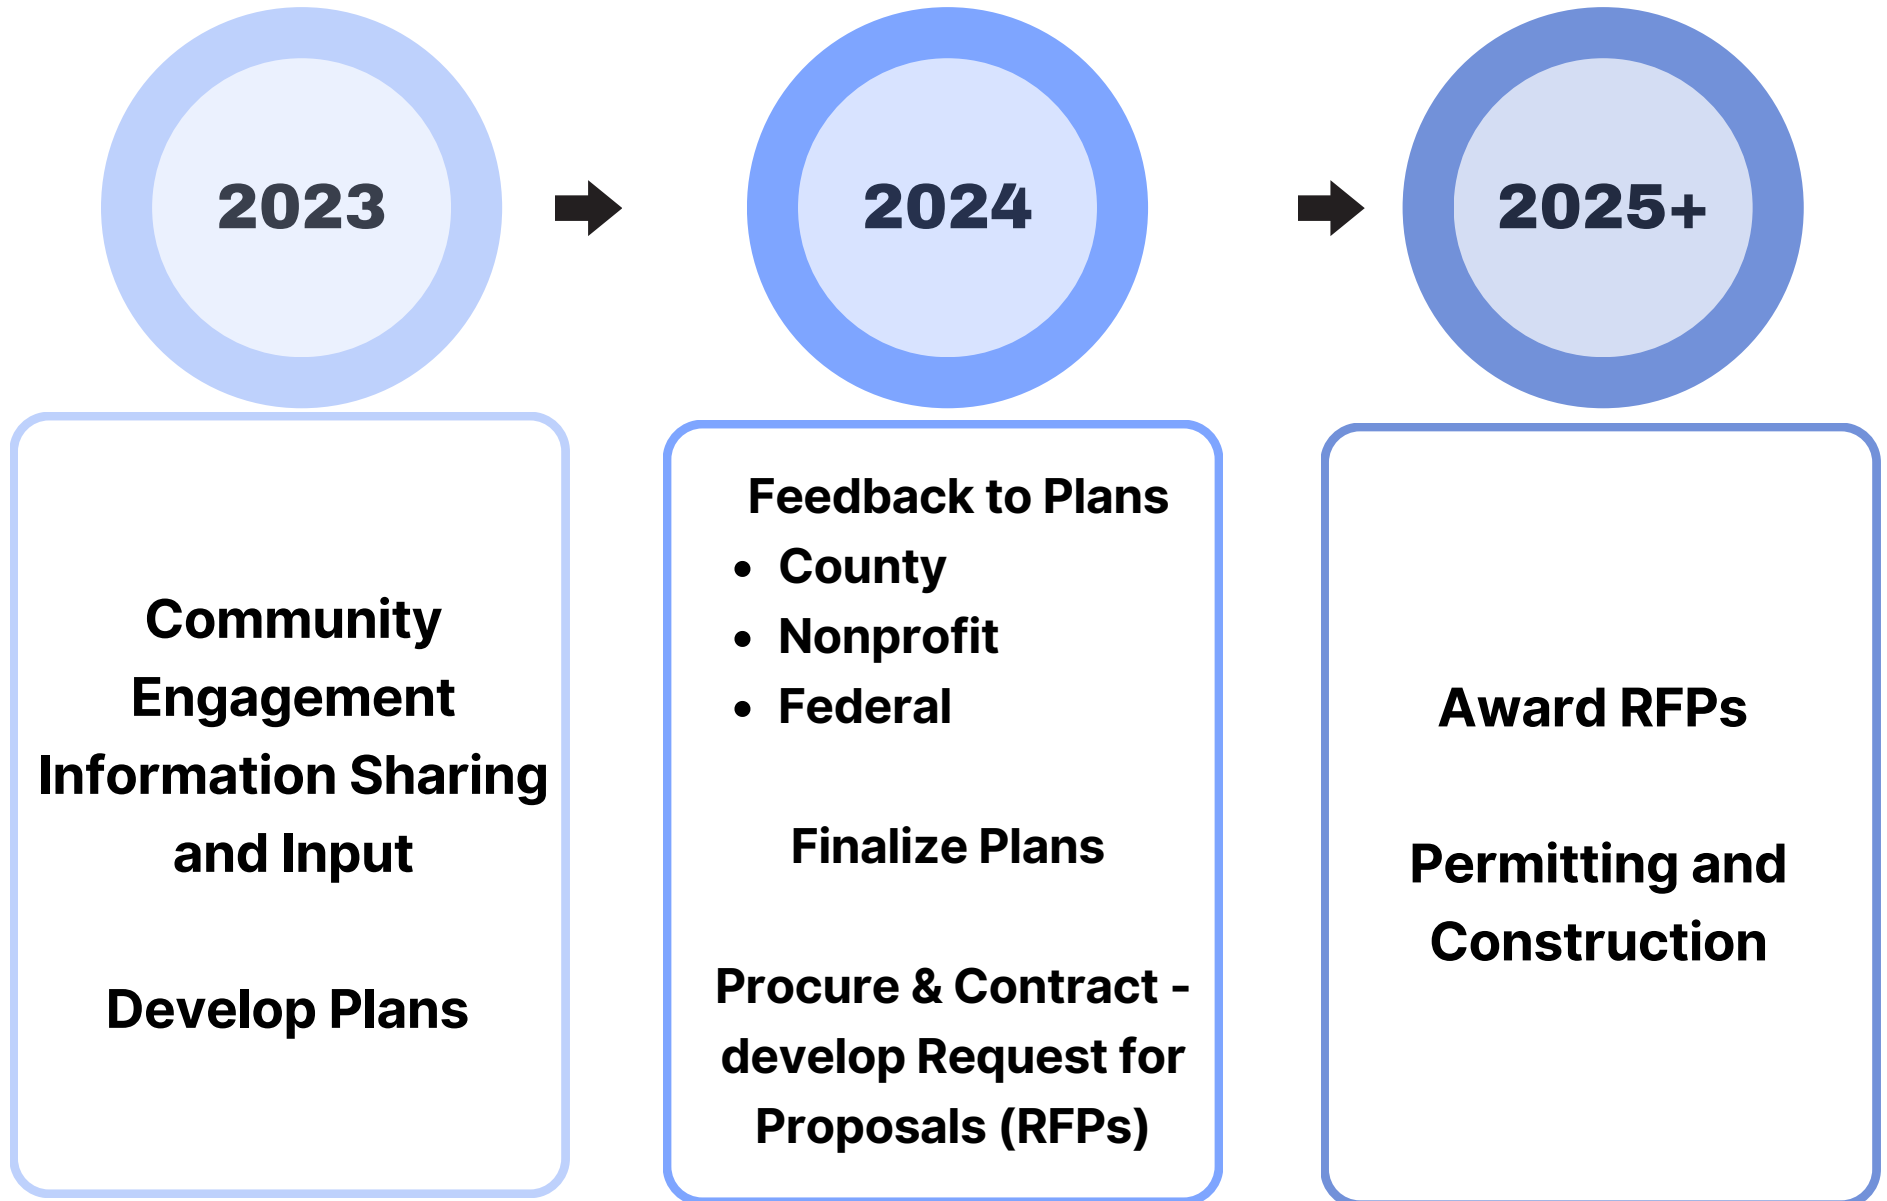 2023
Community
Engagement
Information Sharing
and Input
Develop Plans
2024
Feedback to Plans
• County
• Nonprofit
• Federal
Finalize Plans
Procure & Contract -
develop Request for
Proposals (RFPs)
2025+
Award RFPs
Permitting and
Construction